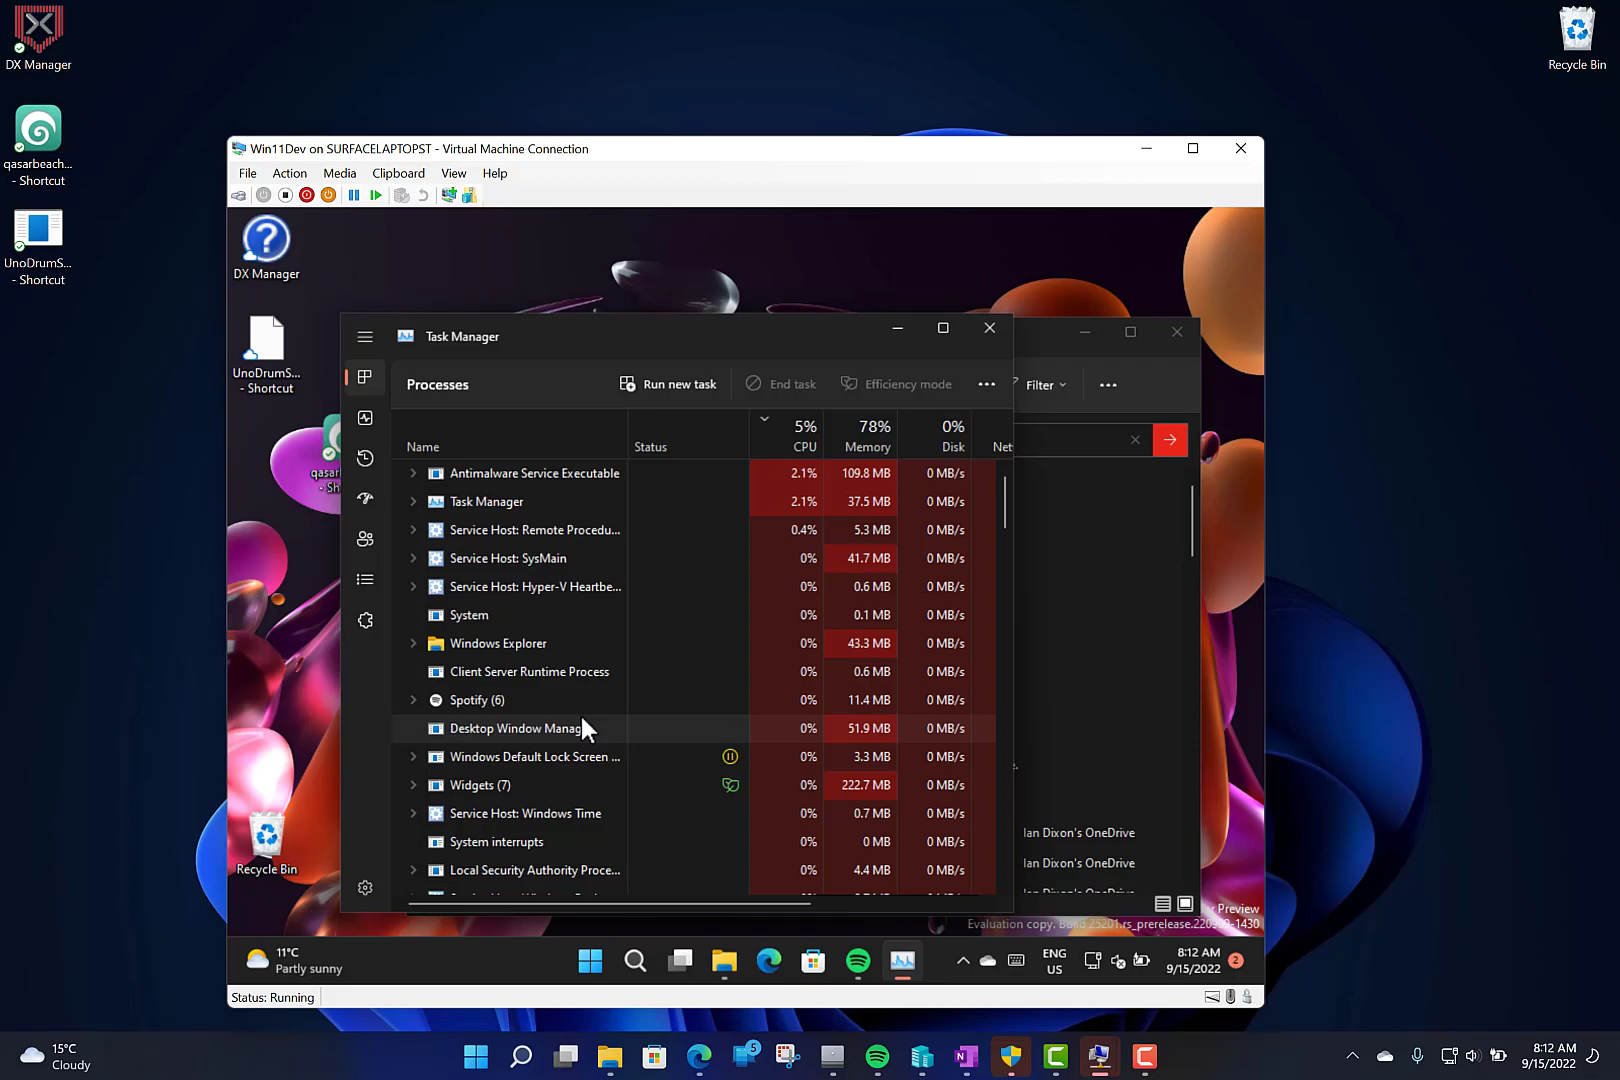 DX Manager
Recycle Bin
qasarbeach...
- Shortcut
UnoDrumS...
- Shortcut
Win11Dev on SURFACELAPTOPST - Virtual Machine Connection
File Action Media Clipboard View Help
DX Manager
UnoDrumS...
- Shortcut
qasar
- Sh
Recycle Bin
Task Manager
Processes
Run new task
End task
Efficiency mode
...
Filter
...
Name Status 5% CPU 78% Memory 0% Disk Net
Antimalware Service Executable 2.1% 109.8 MB 0 MB/s
Task Manager 2.1% 37.5 MB 0 MB/s
Service Host: Remote Procedu... 0.4% 5.3 MB 0 MB/s
Service Host: SysMain 0% 41.7 MB 0 MB/s
Service Host: Hyper-V Heartbe... 0% 0.6 MB 0 MB/s
System 0% 0.1 MB 0 MB/s
Windows Explorer 0% 43.3 MB 0 MB/s
Client Server Runtime Process 0% 0.6 MB 0 MB/s
Spotify (6) 0% 11.4 MB 0 MB/s
Desktop Window Manag 0% 51.9 MB 0 MB/s
Windows Default Lock Screen ... 0% 3.3 MB 0 MB/s
Widgets (7) 0% 222.7 MB 0 MB/s
Service Host: Windows Time 0% 0.7 MB 0 MB/s
System interrupts 0% 0 MB 0 MB/s
Local Security Authority Proce... 0% 4.4 MB 0 MB/s
Ian Dixon's OneDrive
Ian Dixon's OneDrive
r Preview
Evaluation copy. Build 25201.rs_prerelease.220909-1430
11°C
Partly sunny
ENG
US
8:12 AM
9/15/2022
2
Status: Running
15°C
Cloudy
5
8:12 AM
9/15/2022